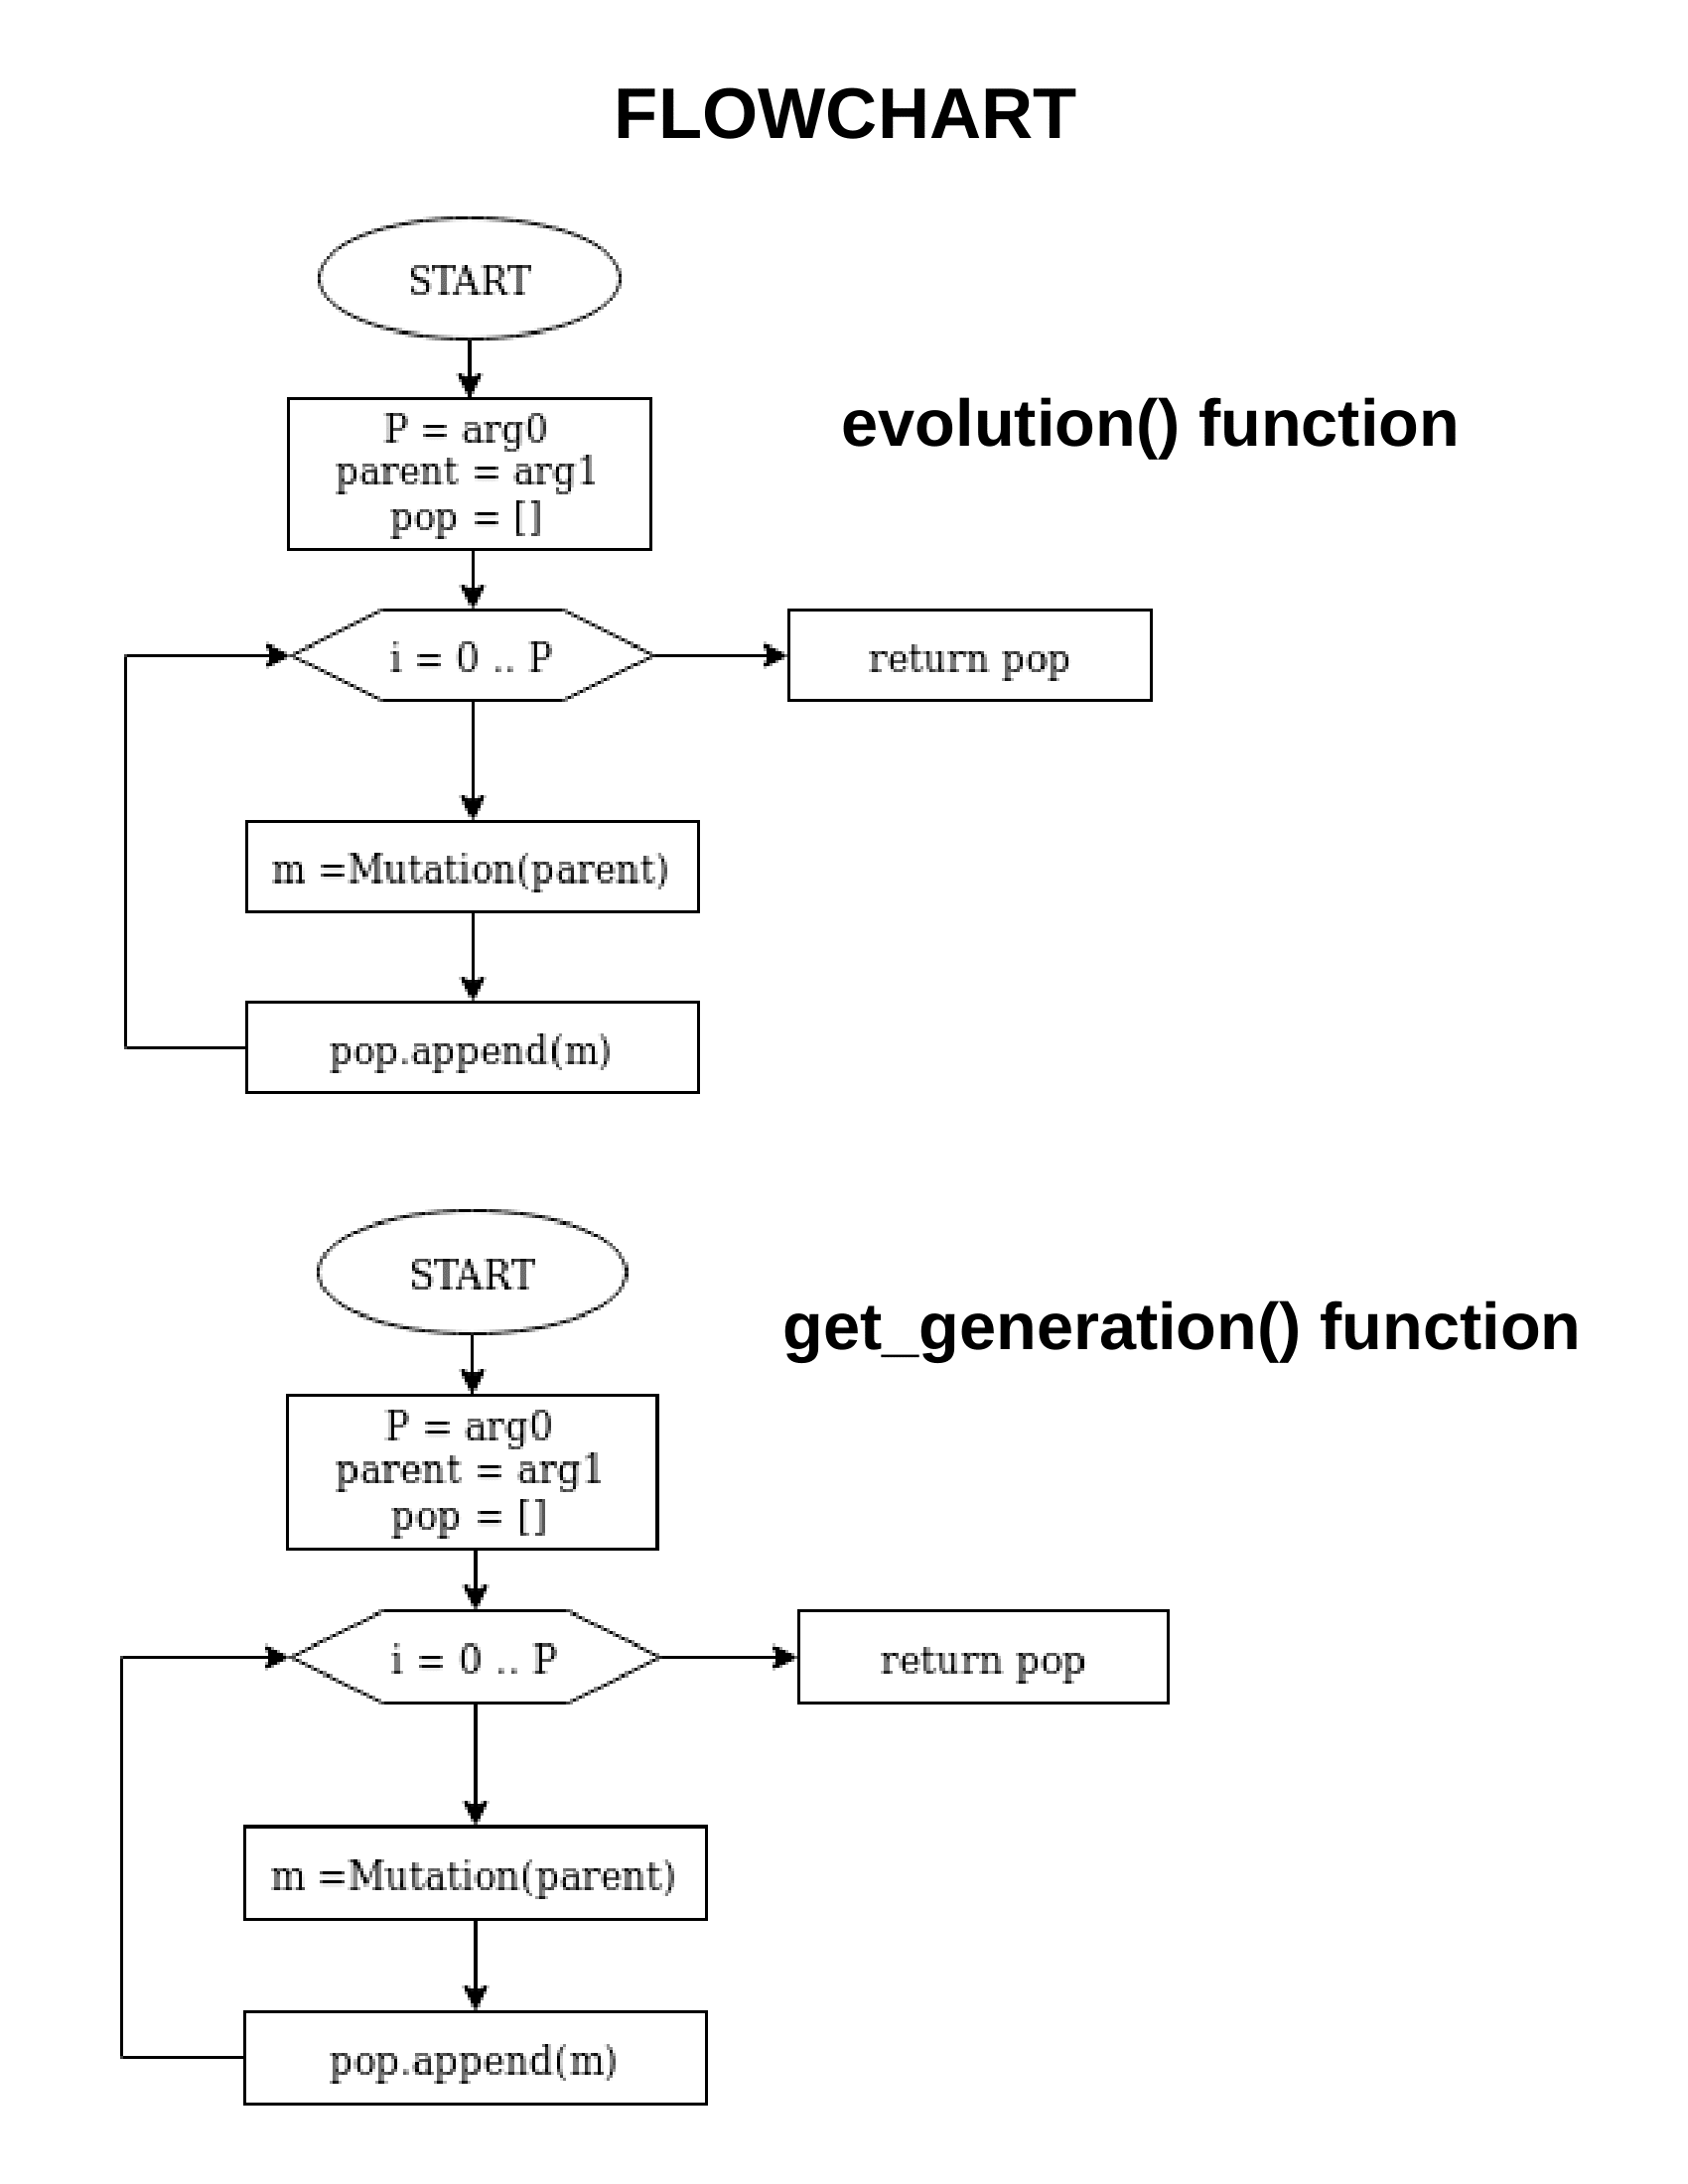 FLOWCHART
START
P = arg0
parent = arg1
pop = []
evolution() function
i = 0 .. P
return pop
m =Mutation(parent)
pop.append(m)
START
get_generation() function
P = arg0
parent = arg1
pop = []
i = 0 .. P
return pop
m =Mutation(parent)
pop.append(m)